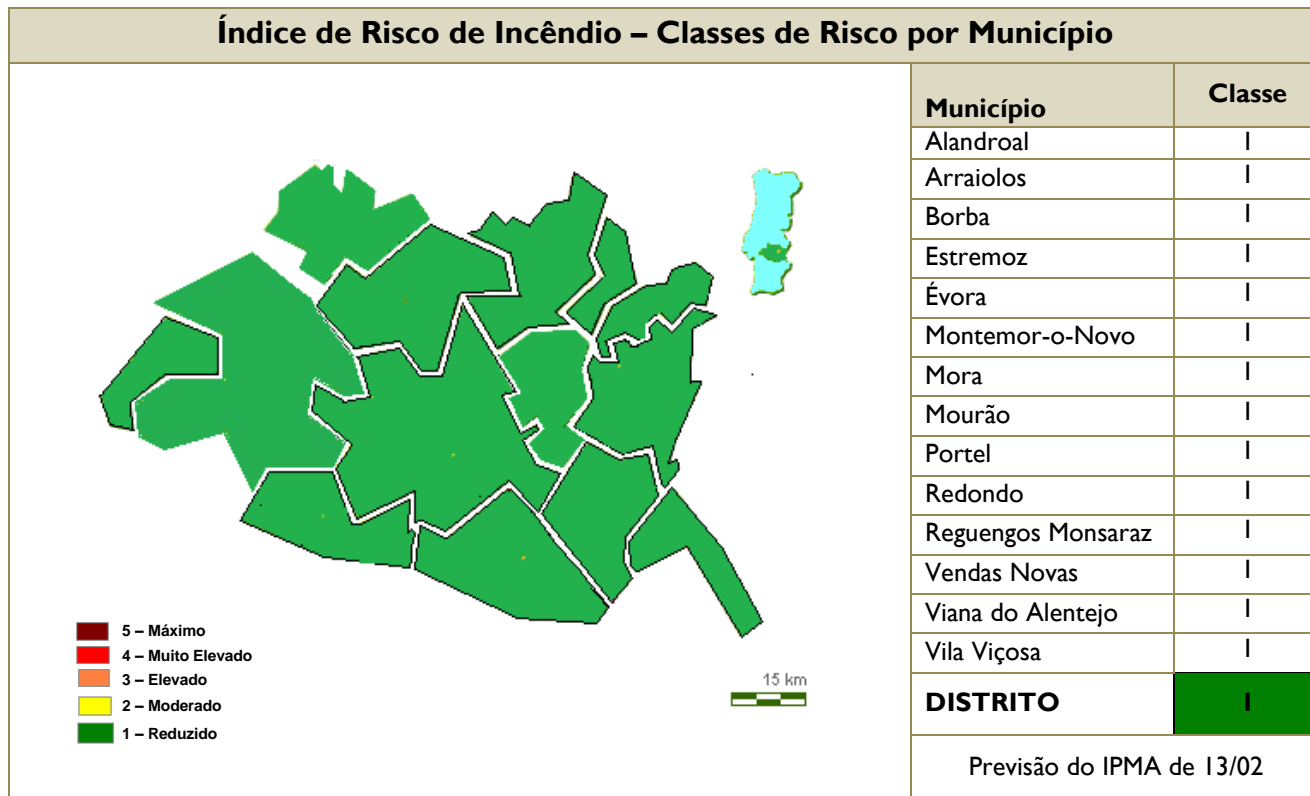 Índice de Risco de Incêndio – Classes de Risco por Município
Município Classe
Alandroal 1
Arraiolos 1
Borba 1
Estremoz 1
Évora 1
Montemor-o-Novo 1
Mora 1
Mourão 1
Portel 1
Redondo 1
Reguengos Monsaraz 1
Vendas Novas 1
Viana do Alentejo 1
Vila Viçosa 1
DISTRITO 1
Previsão do IPMA de 13/02
5 – Máximo
4 – Muito Elevado
3 – Elevado
2 – Moderado
1 – Reduzido
15 km